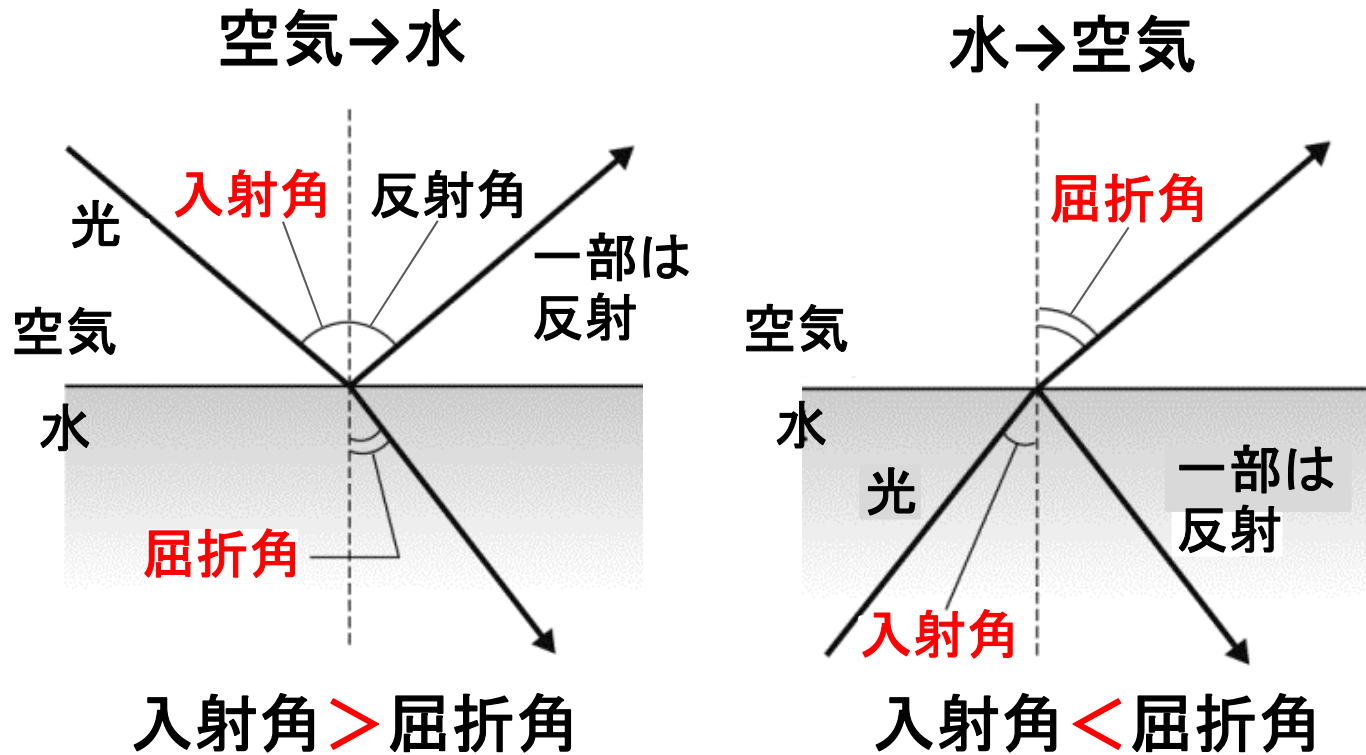 空気→水
入射角
反射角
光
一部は
反射
空気
水
屈折角
入射角>屈折角
水→空気
屈折角
空気
水
光
一部は
反射
入射角
入射角<屈折角